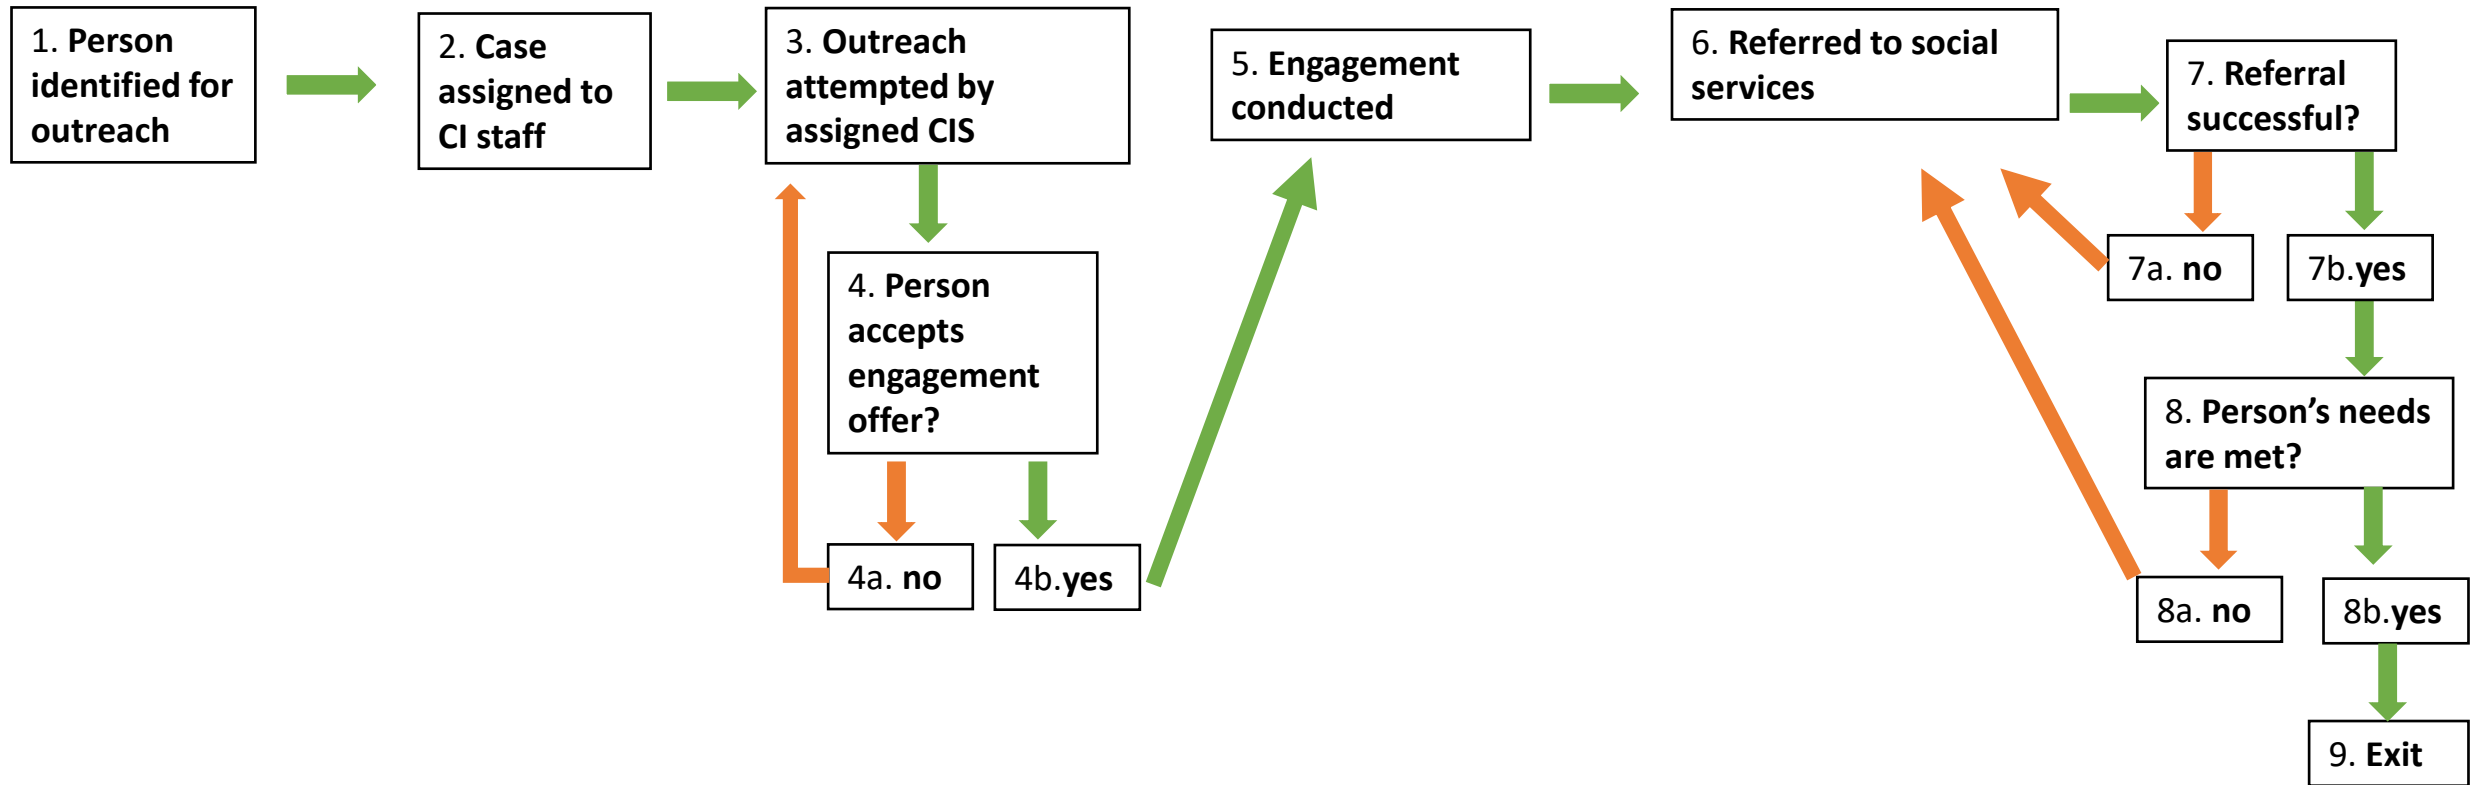 1. Person
identified for
outreach
2. Case
assigned to
CI staff
3. Outreach
attempted by
assigned CIS
4. Person
accepts
engagement
offer?
4a. no
4b.yes
5. Engagement
conducted
6. Referred to social
services
7. Referral
successful?
7a. no
7b.yes
8. Person’s needs
are met?
8a. no
8b.yes
9. Exit